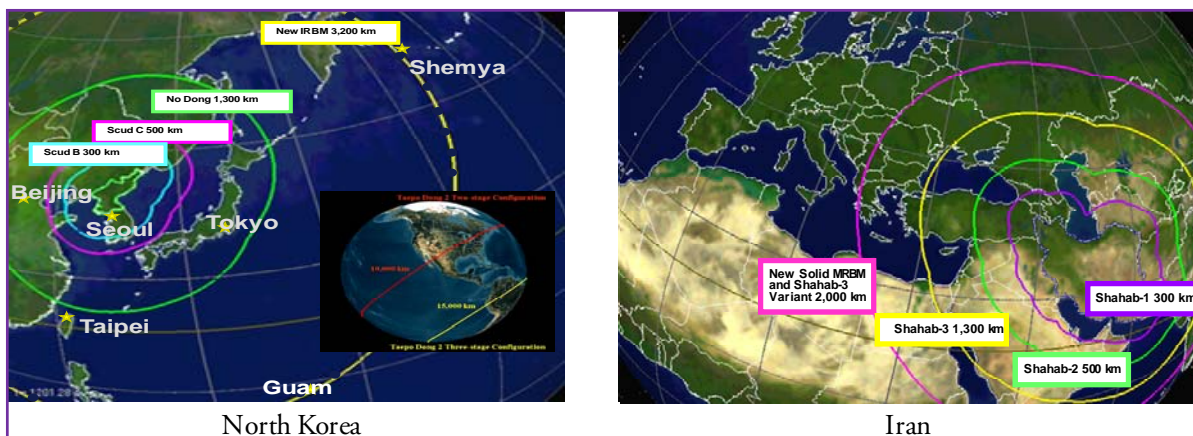 New IRBM 3,200 km
Shemya
No Dong 1,300 km
Scud C 500 km
Scud B 300 km
Beijing
Seoul
Tokyo
Taepo Dong 2 Two-stage Configuration
10,000 km
15,000 km
Taepo Dong 2 Three-stage Configuration
Taipei
Guam
North Korea
New Solid MRBM
and Shahab-3
Variant 2,000 km
Shahab-1 300 km
Shahab-3 1,300 km
Shahab-2 500 km
Iran